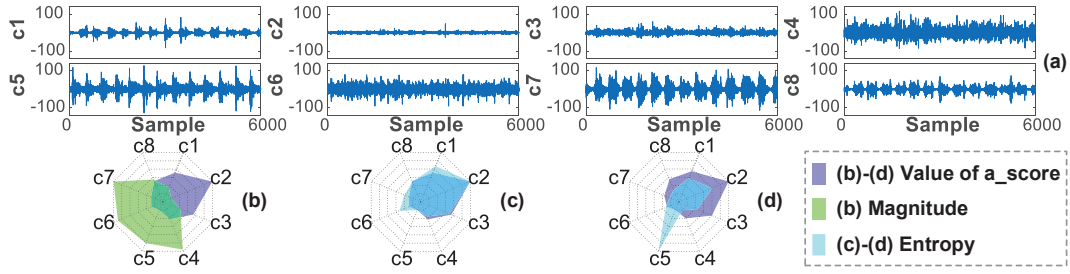 c1 100 -100
c2 100 -100
c3 100 -100
c4 100 -100
(a)
c5 100 -100
c6 100 -100
c7 100 -100
c8 100 -100
0 Sample 6000
0 Sample 6000
0 Sample 6000
0 Sample 6000
c8 c1 c2 c3 c4 c5 c6 c7 (b)
c8 c1 c2 c3 c4 c5 c6 c7 (c)
c8 c1 c2 c3 c4 c5 c6 c7 (d)
(b)-(d) Value of a_score
(b) Magnitude
(c)-(d) Entropy